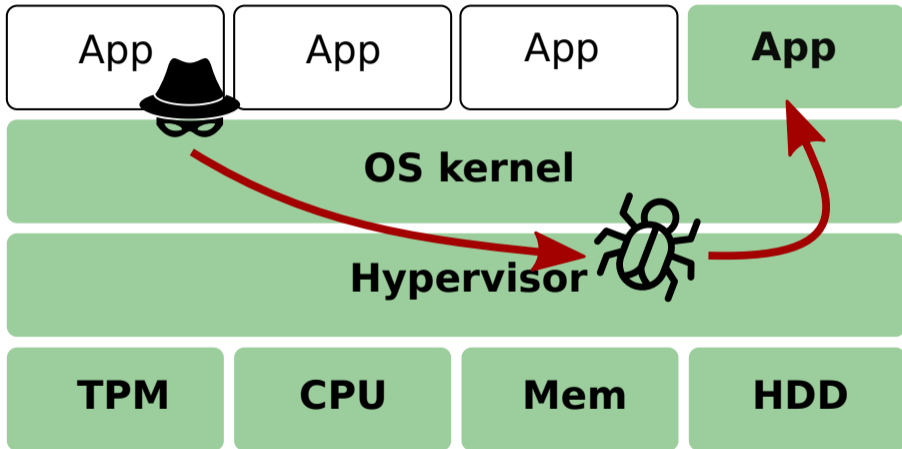 App
App
App
App
OS kernel
Hypervisor
TPM
CPU
Mem
HDD